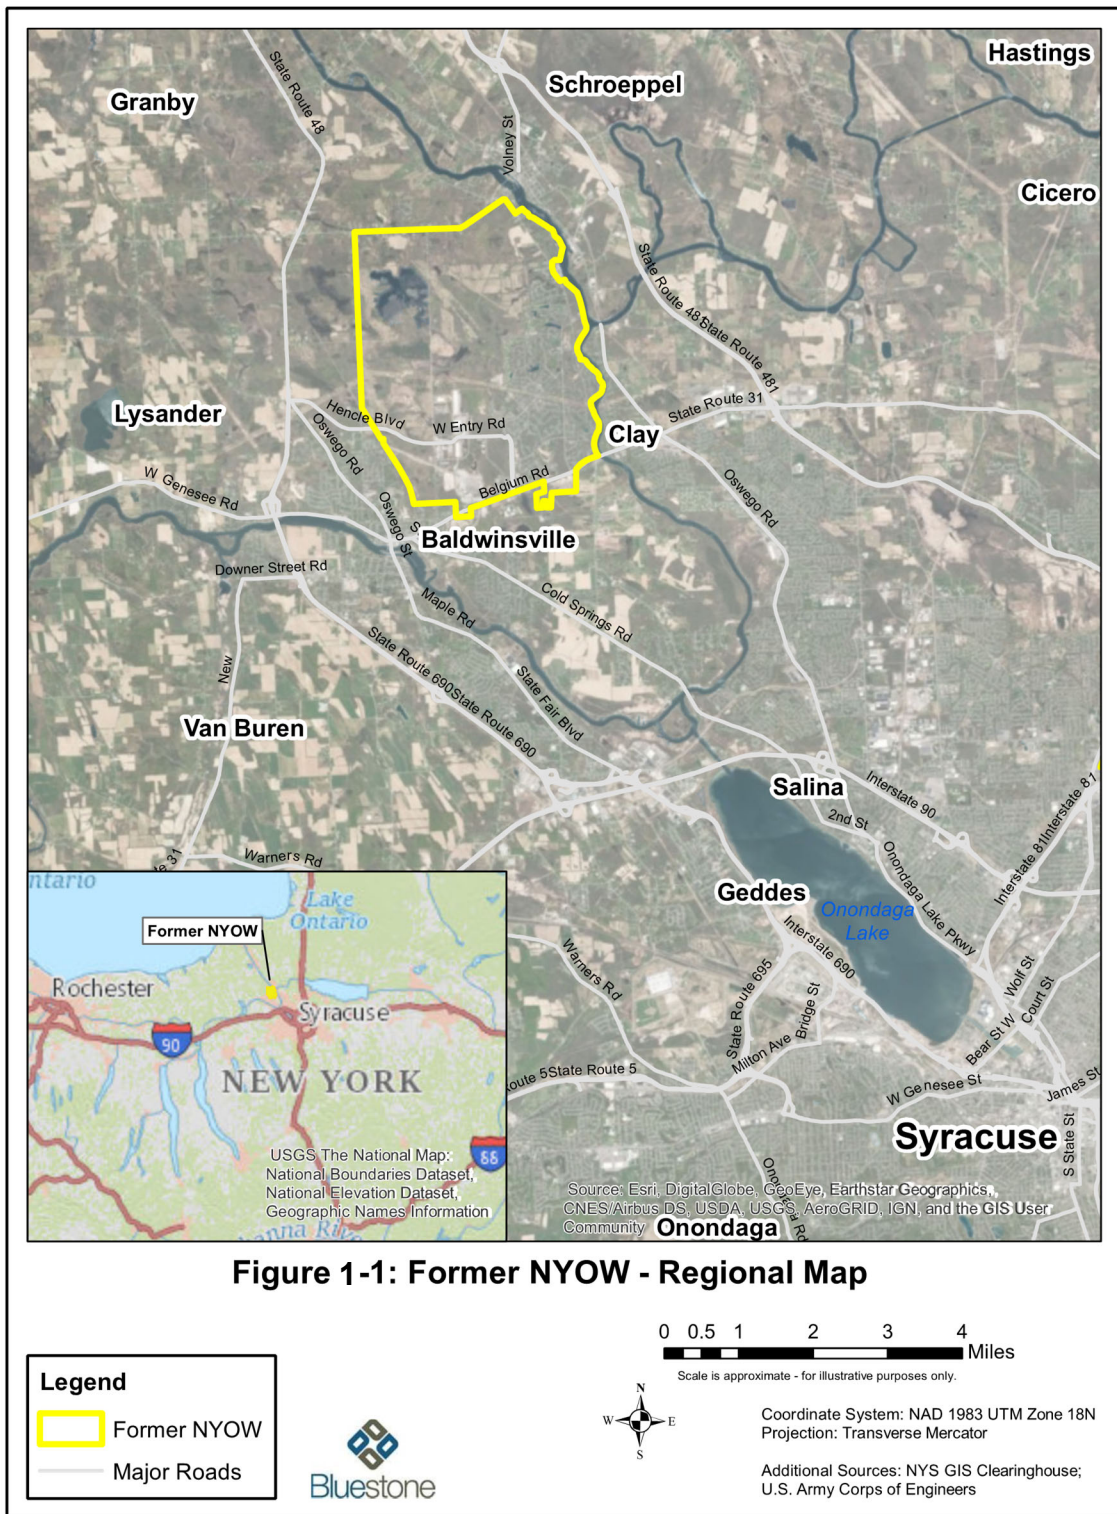 Hastings
Schroeppel
Granby
State Route 48
Volney St
Cicero
State Route 481
State Route 481
State Route 31
Lysander
Hencle Blvd
W Entry Rd
Clay
Oswego Rd
Belgium Rd
W Genesee Rd
Oswego Rd
Oswego St
S
Baldwinsville
Downer Street Rd
Maple Rd
Cold Springs Rd
State Route 690
State Route 690
State Fair Blvd
New
Van Buren
Salina
Interstate 90
Interstate 81
Interstate 81
2nd St
te 31
Warners Rd
Onondaga Lake Pkwy
Geddes
Onondaga
Lake
Interstate 690
Warners Rd
State Route 695
Bridge St
Wolf St
Court St
Bear St W
Milton Ave
oute 5
State Route 5
W Genesee St
James St
S State St
Syracuse
Onondaga Rd
Onondaga
ntario
Lake
Ontario
Former NYOW
Rochester
Syracuse
90
NEW YORK
88
USGS The National Map:
National Boundaries Dataset,
National Elevation Dataset,
Geographic Names Information
anna River
Source: Esri, DigitalGlobe, GeoEye, Earthstar Geographics,
CNES/Airbus DS, USDA, USGS, AeroGRID, IGN, and the GIS User
Community
Figure 1-1: Former NYOW - Regional Map
0 0.5 1 2 3 4
Miles
Scale is approximate - for illustrative purposes only.
Legend
Former NYOW
Major Roads
Bluestone
N
W E
S
Coordinate System: NAD 1983 UTM Zone 18N
Projection: Transverse Mercator
Additional Sources: NYS GIS Clearinghouse;
U.S. Army Corps of Engineers